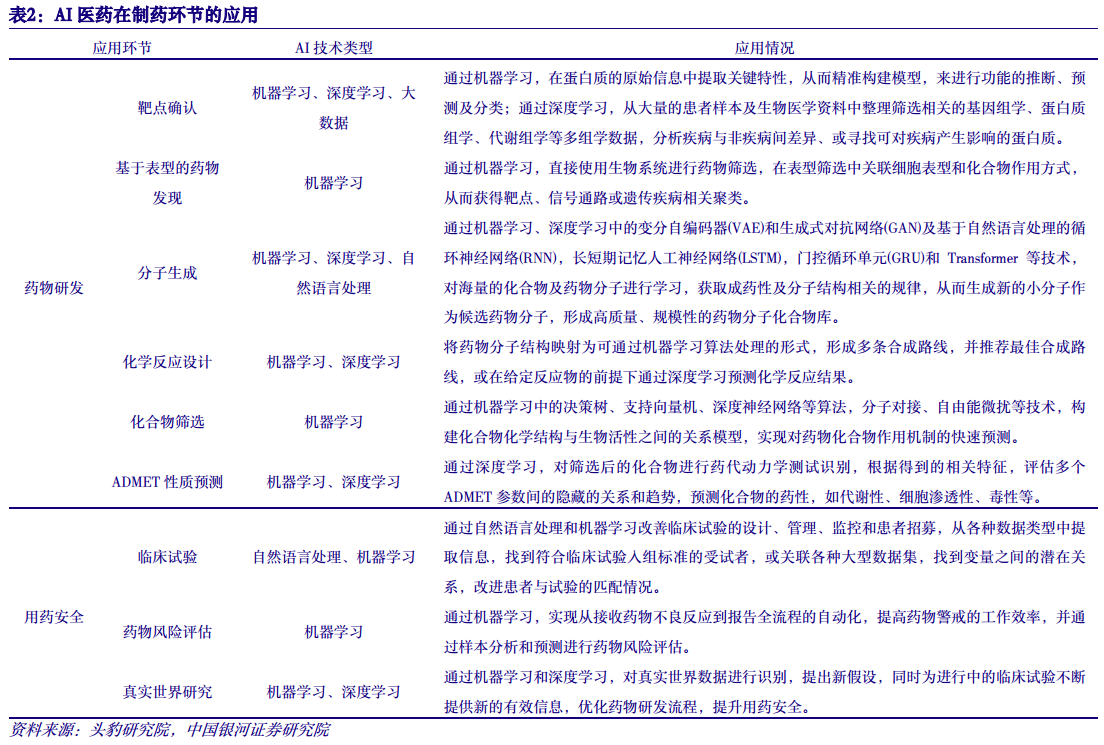 表2：AI 医药在制药环节的应用
应用环节 AI 技术类型 应用情况
药物研发
靶点确认
机器学习、深度学习、大
数据
通过机器学习，在蛋白质的原始信息中提取关键特性，从而精准构建模型，来进行功能的推断、预
测及分类；通过深度学习，从大量的患者样本及生物医学资料中整理筛选相关的基因组学、蛋白质
组学、代谢组学等多组学数据，分析疾病与非疾病间差异、或寻找可对疾病产生影响的蛋白质。
基于表型的药物
发现
机器学习
通过机器学习，直接使用生物系统进行药物筛选，在表型筛选中关联细胞表型和化合物作用方式，
从而获得靶点、信号通路或遗传疾病相关聚类。
分子生成
机器学习、深度学习、自
然语言处理
通过机器学习、深度学习中的变分自编码器(VAE)和生成式对抗网络(GAN)及基于自然语言处理的循
环神经网络(RNN)，长短期记忆人工神经网络(LSTM)，门控循环单元(GRU)和 Transformer 等技术，
对海量的化合物及药物分子进行学习，获取成药性及分子结构相关的规律，从而生成新的小分子作
为候选药物分子，形成高质量、规模性的药物分子化合物库。
化学反应设计
机器学习、深度学习
将药物分子结构映射为可通过机器学习算法处理的形式，形成多条合成路线，并推荐最佳合成路
线，或在给定反应物的前提下通过深度学习预测化学反应结果。
化合物筛选
机器学习
通过机器学习中的决策树、支持向量机、深度神经网络等算法，分子对接、自由能微扰等技术，构
建化合物化学结构与生物活性之间的关系模型，实现对药物化合物作用机制的快速预测。
ADMET 性质预测
机器学习、深度学习
通过深度学习，对筛选后的化合物进行药代动力学测试识别，根据得到的相关特征，评估多个
ADMET 参数间的隐藏的关系和趋势，预测化合物的药性，如代谢性、细胞渗透性、毒性等。
用药安全
临床试验
自然语言处理、机器学习
通过自然语言处理和机器学习改善临床试验的设计、管理、监控和患者招募，从各种数据类型中提
取信息，找到符合临床试验入组标准的受试者，或关联各种大型数据集，找到变量之间的潜在关
系，改进患者与试验的匹配情况。
药物风险评估
机器学习
通过机器学习，实现从接收药物不良反应到报告全流程的自动化，提高药物警戒的工作效率，并通
过样本分析和预测进行药物风险评估。
真实世界研究
机器学习、深度学习
通过机器学习和深度学习，对真实世界数据进行识别，提出新假设，同时为进行中的临床试验不断
提供新的有效信息，优化药物研发流程，提升用药安全。
资料来源：头豹研究院，中国银河证券研究院